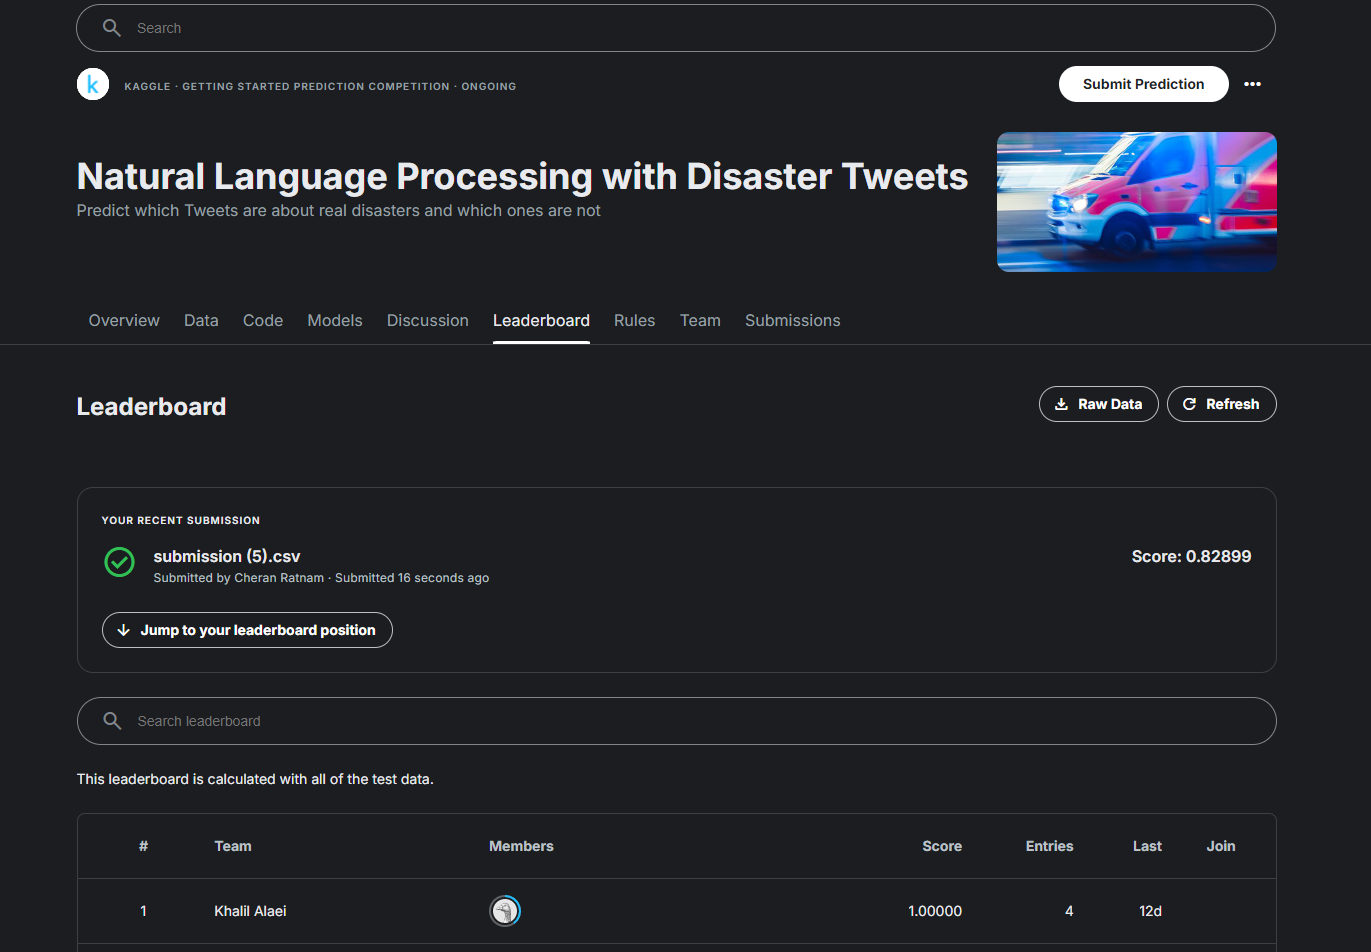 Search
k
KAGGLE · GETTING STARTED PREDICTION COMPETITION · ONGOING
Submit Prediction
Natural Language Processing with Disaster Tweets
Predict which Tweets are about real disasters and which ones are not
Overview Data Code Models Discussion Leaderboard Rules Team Submissions
Leaderboard
Raw Data Refresh
YOUR RECENT SUBMISSION
submission (5).csv
Score: 0.82899
Submitted by Cheran Ratnam · Submitted 16 seconds ago
Jump to your leaderboard position
Search leaderboard
This leaderboard is calculated with all of the test data.
# Team Members Score Entries Last Join
1 Khalil Alaei 1.00000 4 12d